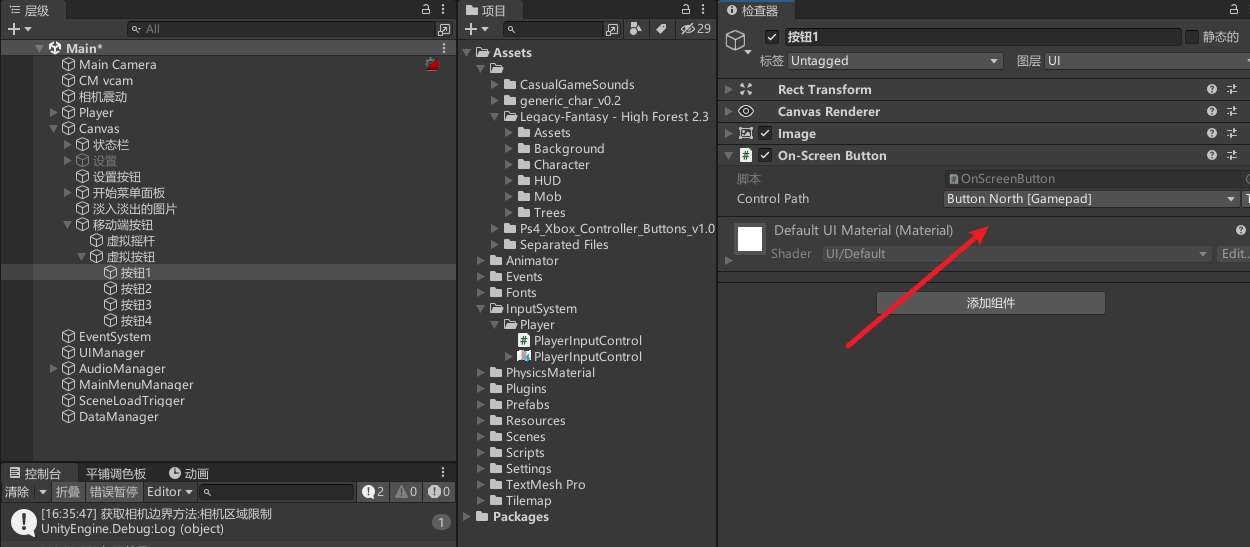 层级
All
Main*
Main Camera
CM vcam
相机震动
Player
Canvas
状态栏
设置
设置按钮
开始菜单面板
淡入淡出的图片
移动端按钮
虚拟摇杆
虚拟按钮
按钮1
按钮2
按钮3
按钮4
EventSystem
UIManager
AudioManager
MainMenuManager
SceneLoadTrigger
DataManager
控制台
平铺调色板
动画
清除
折叠
错误暂停
Editor
2
0
0
[16:35:47] 获取相机边界方法:相机区域限制
UnityEngine.Debug:Log (object)
1
项目
29
Assets
CasualGameSounds
generic_char_v0.2
Legacy-Fantasy - High Forest 2.3
Assets
Background
Character
HUD
Mob
Trees
Ps4_Xbox_Controller_Buttons_v1.0
Separated Files
Animator
Events
Fonts
InputSystem
Player
PlayerInputControl
PlayerInputControl
PhysicsMaterial
Plugins
Prefabs
Resources
Scenes
Scripts
Settings
TextMesh Pro
Tilemap
Packages
检查器
按钮1
静态的
标签 Untagged
图层 UI
Rect Transform
Canvas Renderer
Image
On-Screen Button
脚本
OnScreenButton
Control Path
Button North [Gamepad]
T
Default UI Material (Material)
Shader
UI/Default
Edit..
添加组件